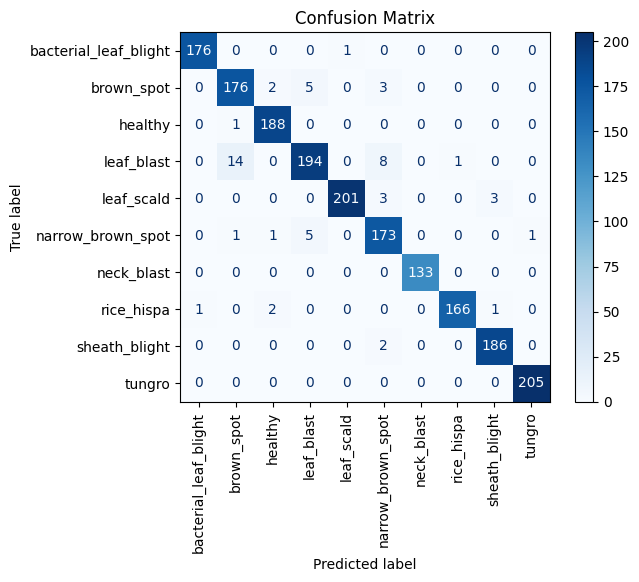 Confusion Matrix
True label
bacterial_leaf_blight 176 0 0 0 1 0 0 0 0 0
brown_spot 0 176 2 5 0 3 0 0 0 0
healthy 0 1 188 0 0 0 0 0 0 0
leaf_blast 0 14 0 194 0 8 0 1 0 0
leaf_scald 0 0 0 0 201 3 0 0 3 0
narrow_brown_spot 0 1 1 5 0 173 0 0 0 1
neck_blast 0 0 0 0 0 0 133 0 0 0
rice_hispa 1 0 2 0 0 0 0 166 1 0
sheath_blight 0 0 0 0 0 2 0 0 186 0
tungro 0 0 0 0 0 0 0 0 0 205
bacterial_leaf_blight
brown_spot
healthy
leaf_blast
leaf_scald
narrow_brown_spot
neck_blast
rice_hispa
sheath_blight
tungro
Predicted label
200
175
150
125
100
75
50
25
0